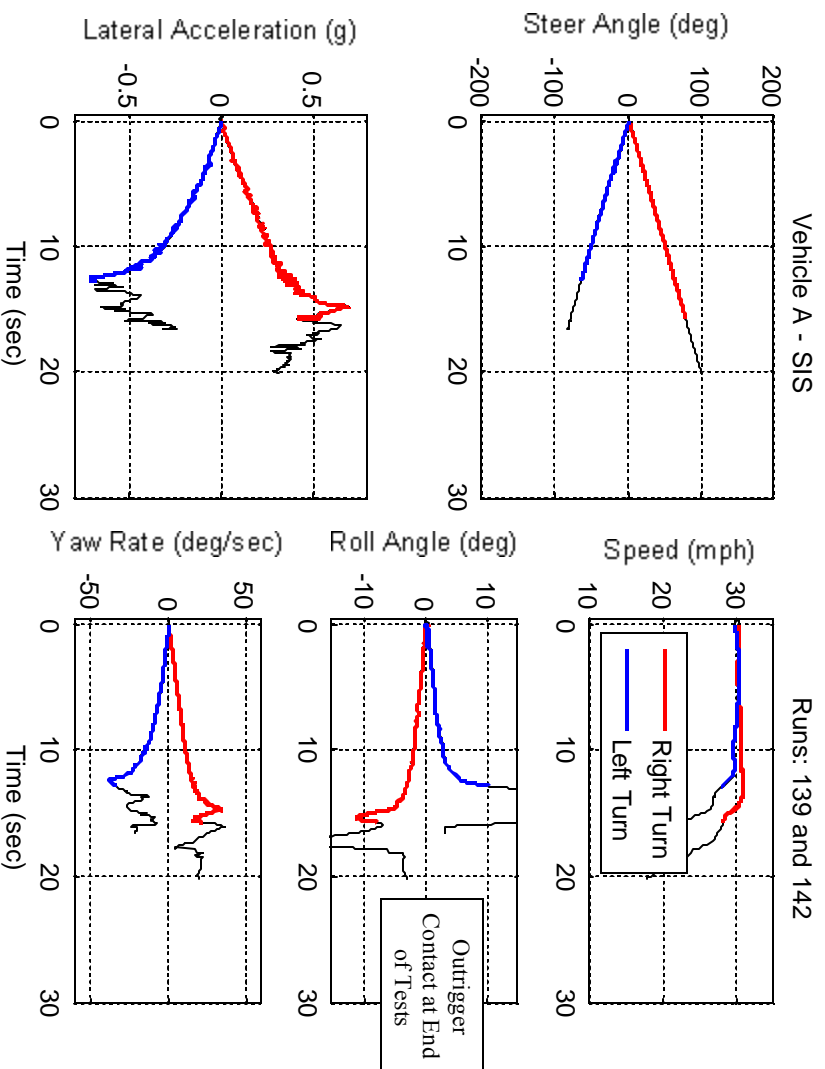 Vehicle A - SIS
Runs: 139 and 142
Steer Angle (deg)
200
100
0
-100
-200
0
10
20
30
Speed (mph)
30
20
10
0
10
20
30
Right Turn
Left Turn
Roll Angle (deg)
10
0
-10
0
10
20
30
Outrigger
Contact at End
of Tests
Lateral Acceleration (g)
0.5
0
-0.5
0
10
20
30
Time (sec)
Yaw Rate (deg/sec)
50
0
-50
0
10
20
30
Time (sec)